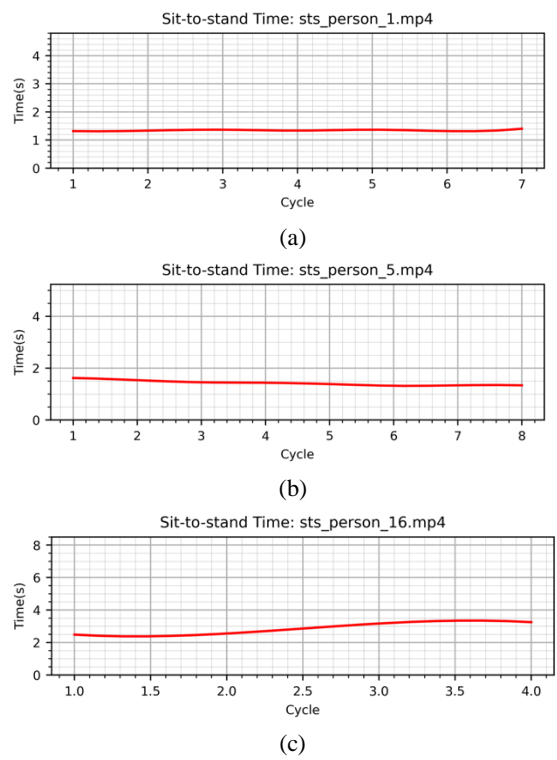 Sit-to-stand Time: sts_person_1.mp4
4
3
2
1
0
Time(s)
1 2 3 4 5 6 7
Cycle
(a)
Sit-to-stand Time: sts_person_5.mp4
4
2
0
Time(s)
1 2 3 4 5 6 7 8
Cycle
(b)
Sit-to-stand Time: sts_person_16.mp4
8
6
4
2
0
Time(s)
1.0 1.5 2.0 2.5 3.0 3.5 4.0
Cycle
(c)